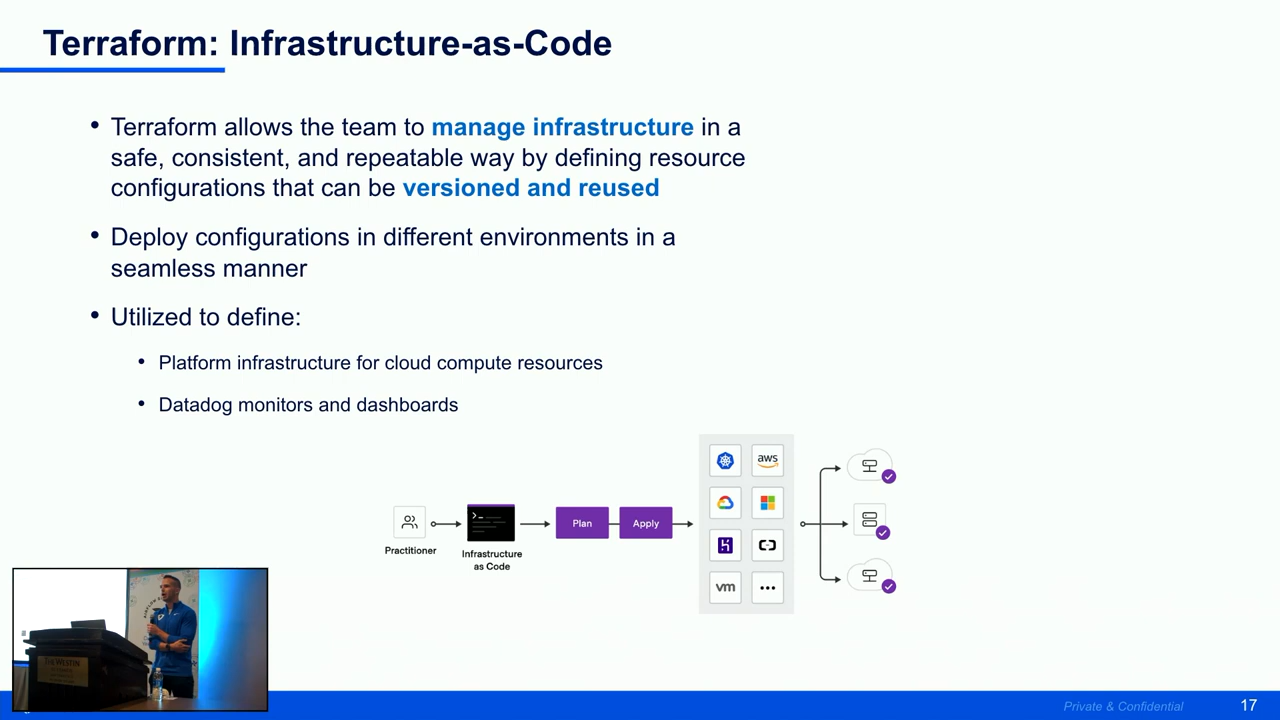 Terraform: Infrastructure-as-Code
• Terraform allows the team to manage infrastructure in a
safe, consistent, and repeatable way by defining resource
configurations that can be versioned and reused
• Deploy configurations in different environments in a
seamless manner
• Utilized to define:
• Platform infrastructure for cloud compute resources
• Datadog monitors and dashboards
Practitioner
Infrastructure
as Code
Plan
Apply
aws
vm
THE WESTIN
Private & Confidential
17